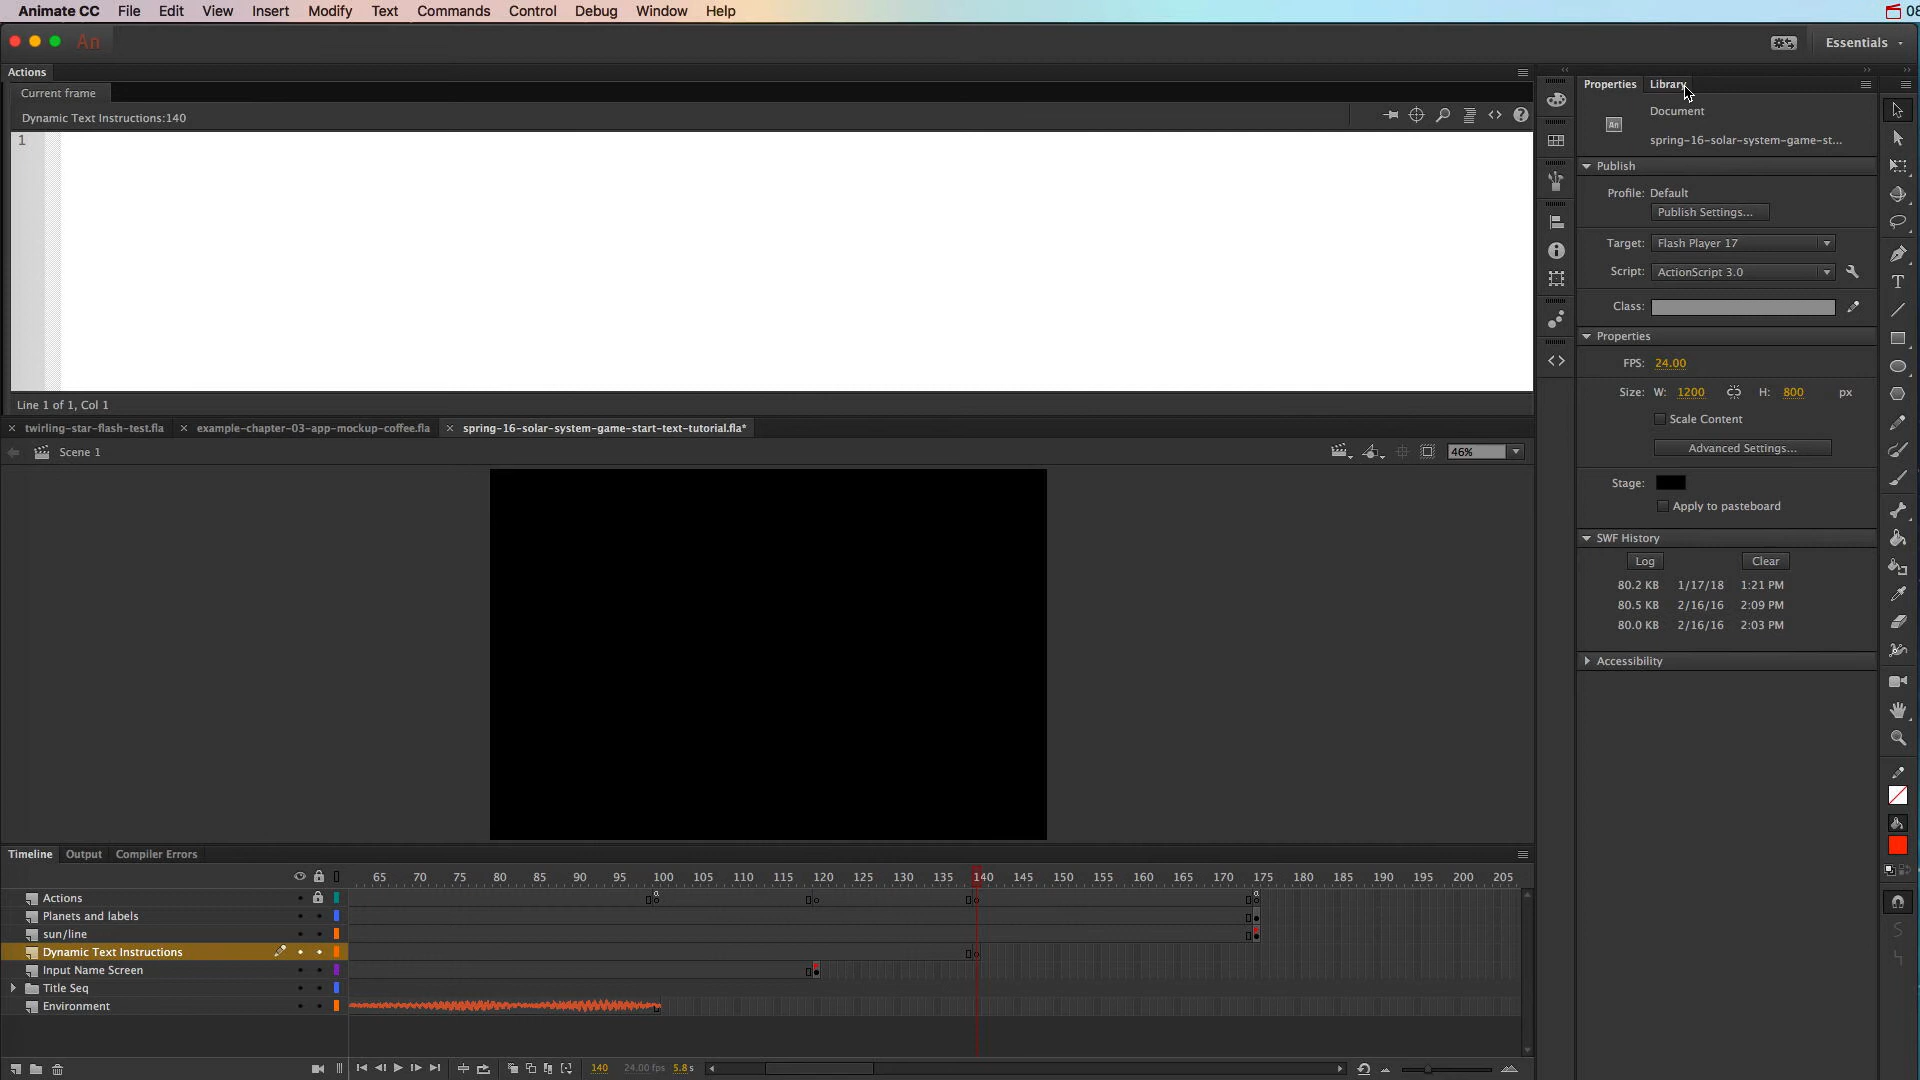 Animate CC File Edit View Insert Modify Text Commands Control Debug Window Help 08
An Essentials
Actions
Current frame
Dynamic Text Instructions:140
1
Line 1 of 1, Col 1
twirling-star-flash-test.fla example-chapter-03-app-mockup-coffee.fla spring-16-solar-system-game-start-text-tutorial.fla*
Scene 1 46%
Properties Library
Document
An spring-16-solar-system-game-st...
Publish
Profile: Default
Publish Settings...
Target: Flash Player 17
Script: ActionScript 3.0
Class:
Properties
FPS: 24.00
Size: W: 1200 H: 800 px
Scale Content
Advanced Settings...
Stage:
Apply to pasteboard
SWF History
Log Clear
80.2 KB 1/17/18 1:21 PM
80.5 KB 2/16/16 2:09 PM
80.0 KB 2/16/16 2:03 PM
Accessibility
Timeline Output Compiler Errors
65 70 75 80 85 90 95 100 105 110 115 120 125 130 135 140 145 150 155 160 165 170 175 180 185 190 195 200 205
Actions
Planets and labels
sun/line
Dynamic Text Instructions
Input Name Screen
Title Seq
Environment
140 24.00 fps 5.8 s